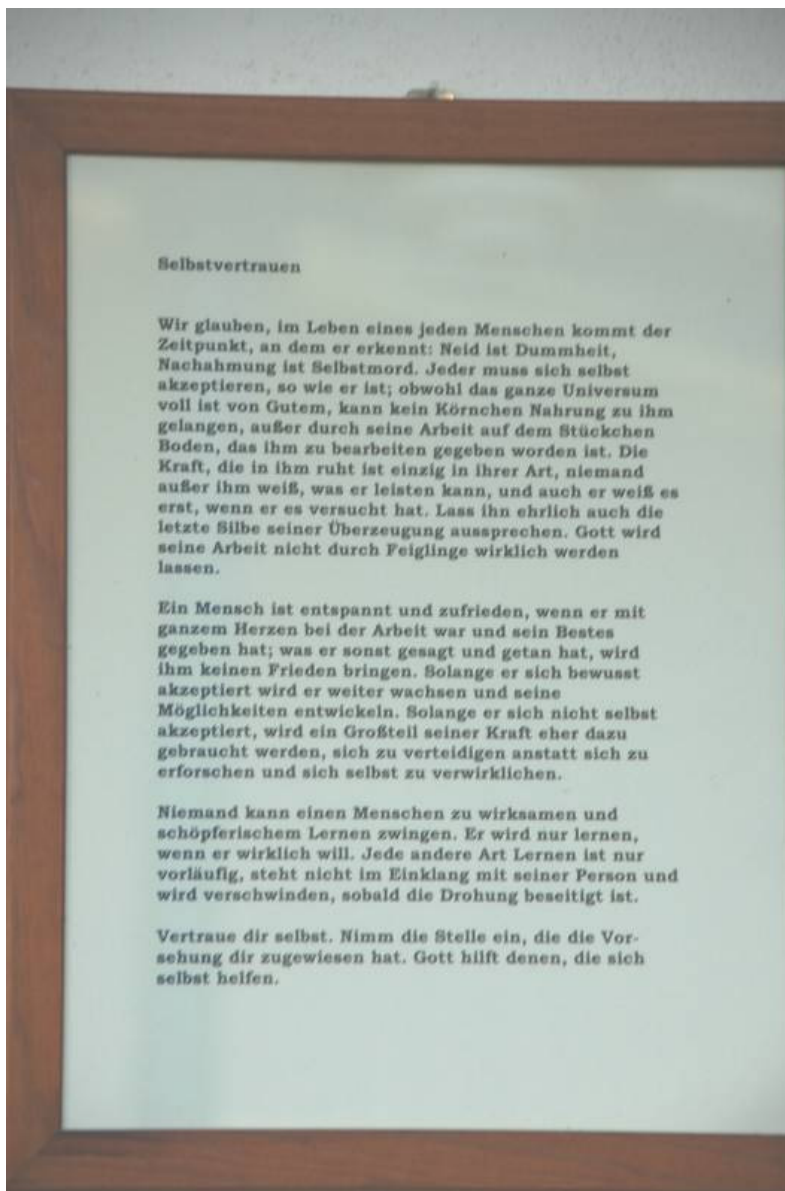 Selbstvertrauen
Wir glauben, im Leben eines jeden Menschen kommt der
Zeitpunkt, an dem er erkennt: Neid ist Dummheit,
Nachahmung ist Selbstmord. Jeder muss sich selbst
akzeptieren, so wie er ist; obwohl das ganze Universum
voll ist von Gutem, kann kein Körnchen Nahrung zu ihm
gelangen, außer durch seine Arbeit auf dem Stückchen
Boden, das ihm zu bearbeiten gegeben worden ist. Die
Kraft, die in ihm ruht ist einzig in ihrer Art, niemand
außer ihm weiß, was er leisten kann, und auch er weiß es
erst, wenn er es versucht hat. Lass ihn ehrlich auch die
letzte Silbe seiner Überzeugung aussprechen. Gott wird
seine Arbeit nicht durch Feiglinge wirklich werden
lassen.
Ein Mensch ist entspannt und zufrieden, wenn er mit
ganzem Herzen bei der Arbeit war und sein Bestes
gegeben hat; was er sonst gesagt und getan hat, wird
ihm keinen Frieden bringen. Solange er sich bewusst
akzeptiert wird er weiter wachsen und seine
Möglichkeiten entwickeln. Solange er sich nicht selbst
akzeptiert, wird ein Großteil seiner Kraft eher dazu
gebraucht werden, sich zu verteidigen anstatt sich zu
erforschen und sich selbst zu verwirklichen.
Niemand kann einen Menschen zu wirksamen und
schöpferischem Lernen zwingen. Er wird nur lernen,
wenn er wirklich will. Jede andere Art Lernen ist nur
vorläufig, steht nicht im Einklang mit seiner Person und
wird verschwinden, sobald die Drohung beseitigt ist.
Vertraue dir selbst. Nimm die Stelle ein, die die Vor-
sehung dir zugewiesen hat. Gott hilft denen, die sich
selbst helfen.